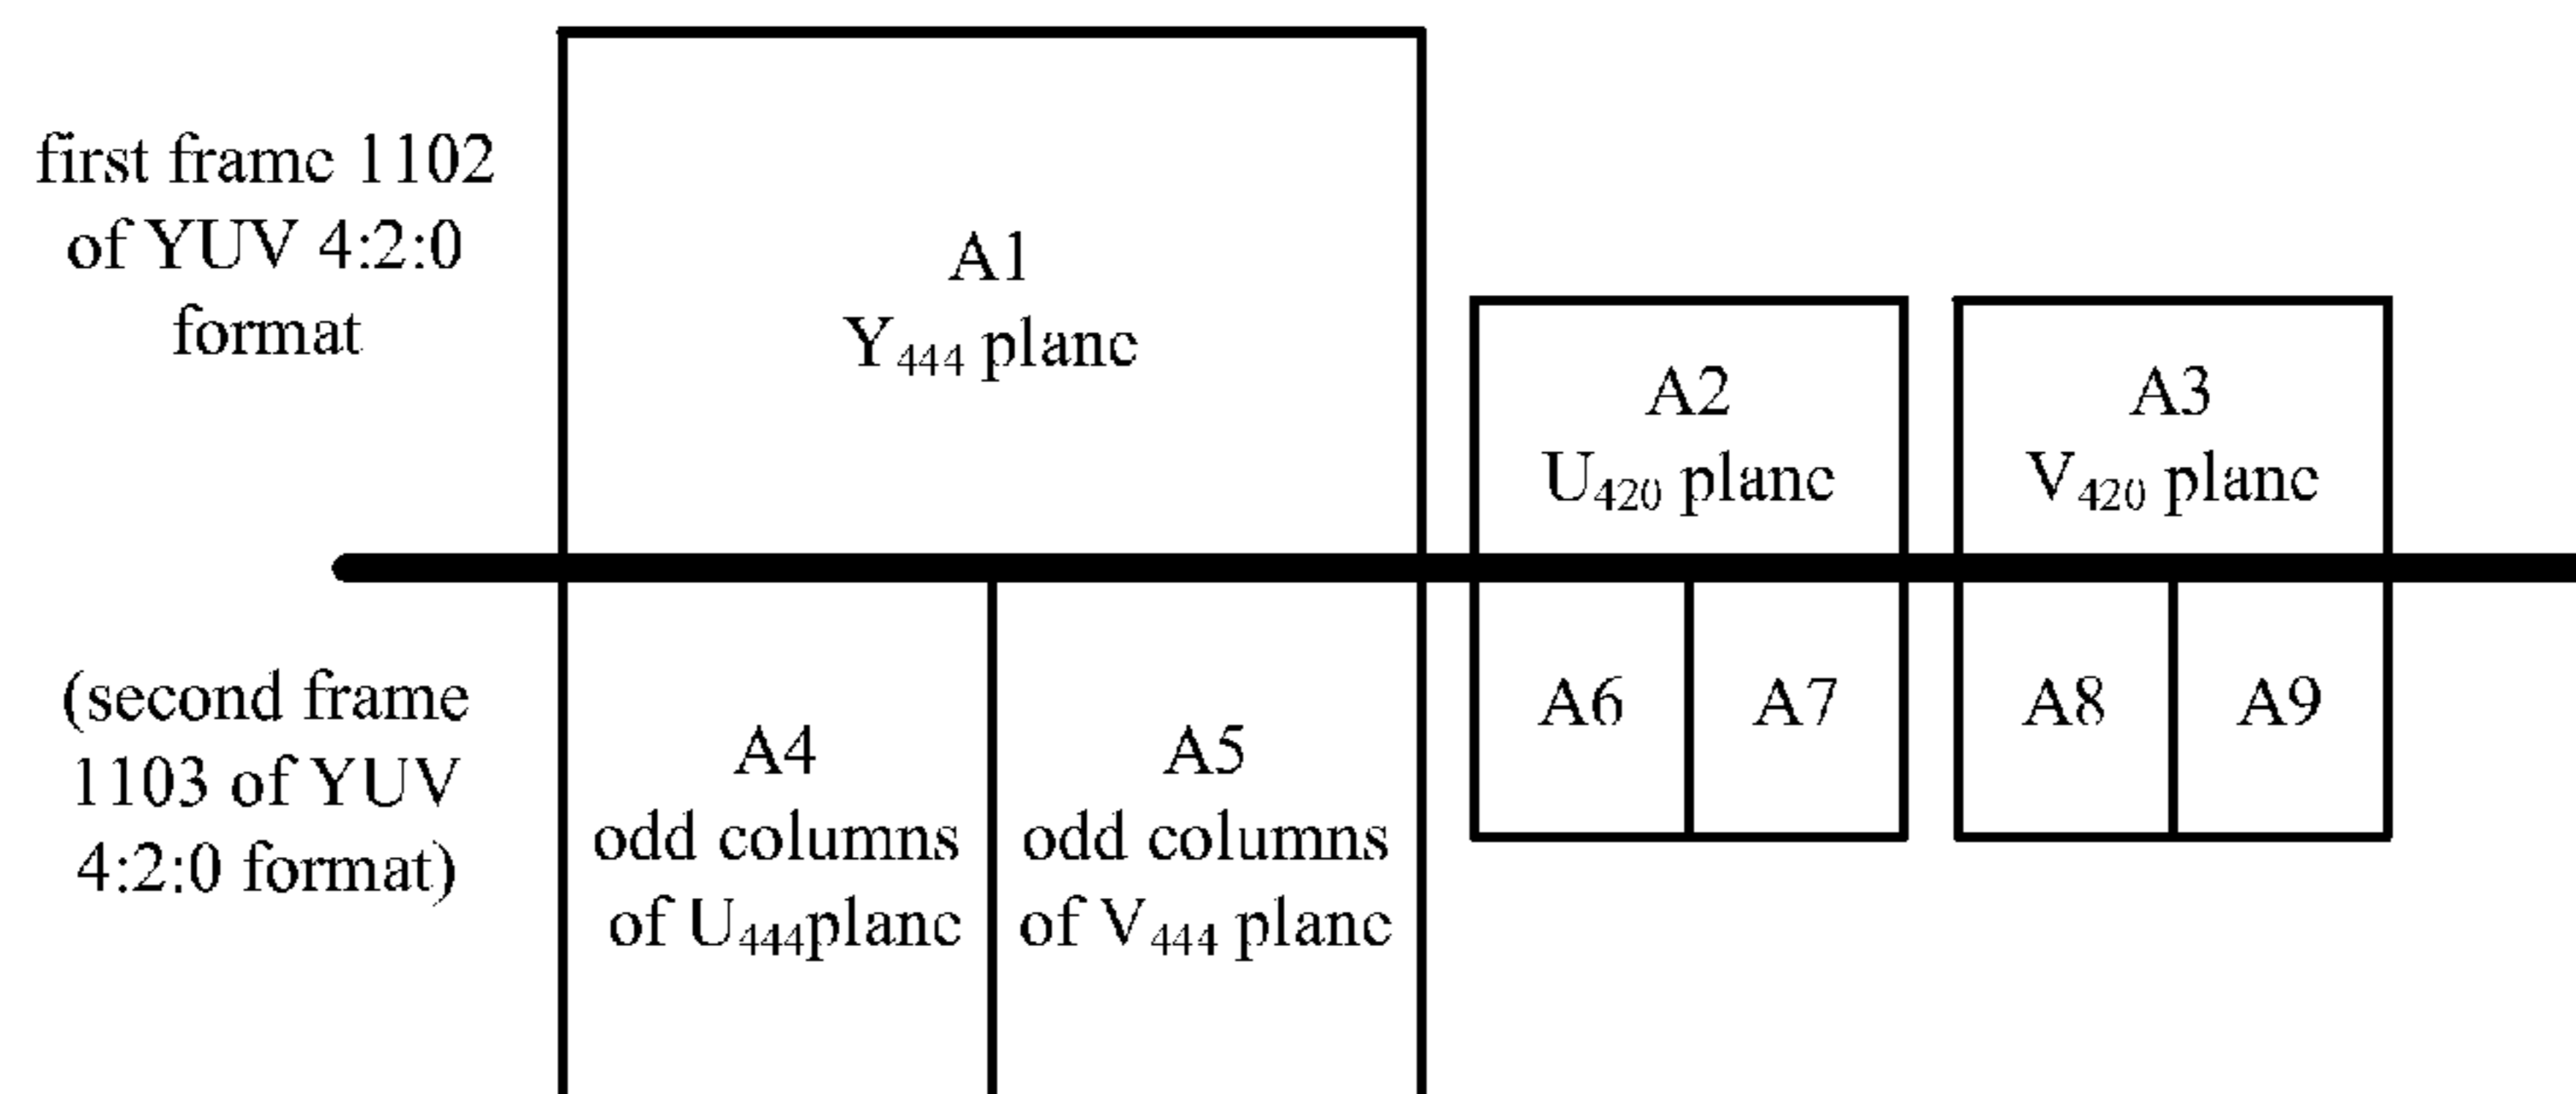 first frame 1102
of YUV 4:2:0
format
A1
Y444 plane
A2
U420 plane
A3
V420 plane
(second frame
1103 of YUV
4:2:0 format)
A4
odd columns
of U444plane
A5
odd columns
of V444 plane
A6
A7
A8
A9